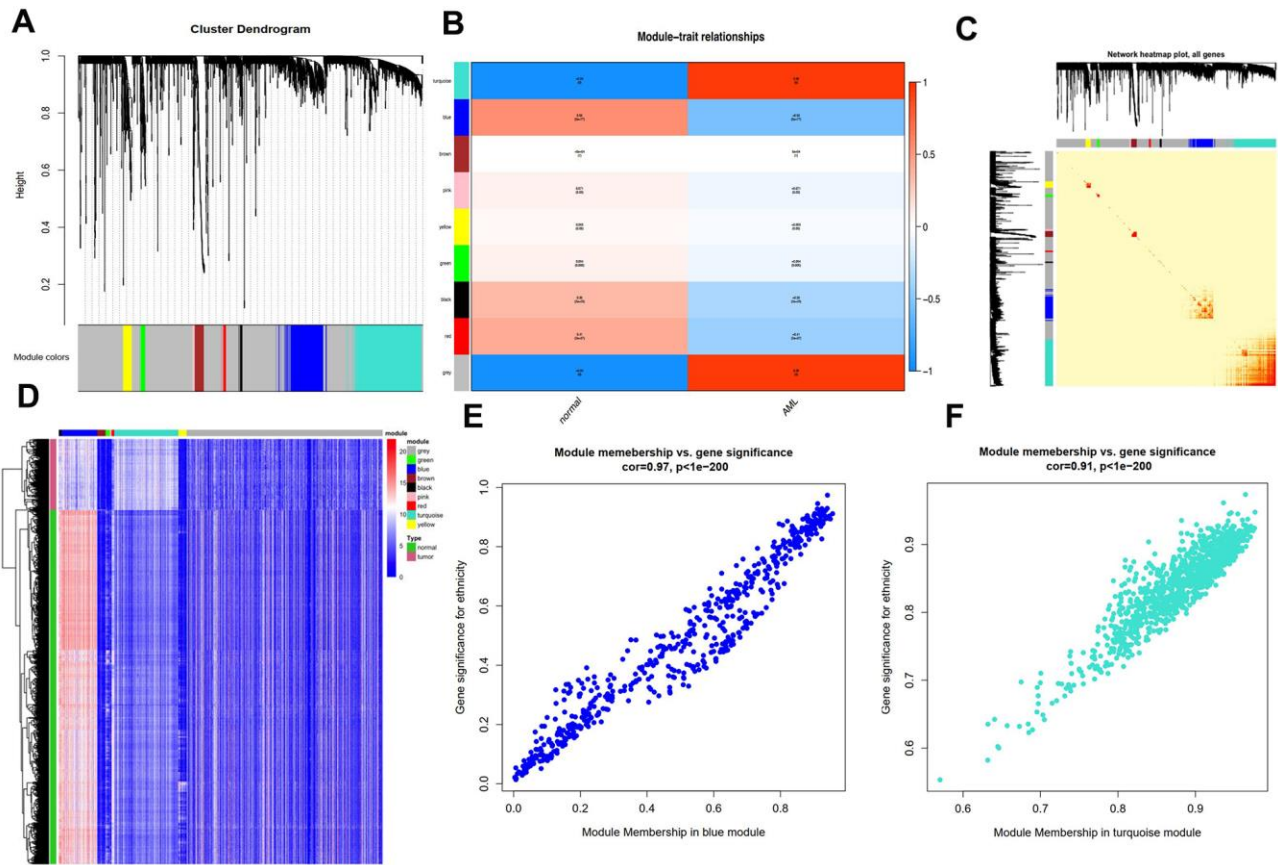 A
Cluster Dendrogram
Height
1.0
0.8
0.6
0.4
0.2
Module colors
B
Module–trait relationships
turquoise
blue
brown
pink
yellow
green
black
red
grey
normal
AML
1
0.5
0
−0.5
−1
C
Network heatmap plot, all genes
D
module
20
15
10
5
0
module
grey
green
blue
brown
black
pink
red
turquoise
yellow
Type
normal
tumor
E
Module memebership vs. gene significance
cor=0.97, p<1e−200
Gene significance for ethnicity
1.0
0.8
0.6
0.4
0.2
0.0
0.0 0.2 0.4 0.6 0.8
Module Membership in blue module
F
Module memebership vs. gene significance
cor=0.91, p<1e−200
Gene significance for ethnicity
0.9
0.8
0.7
0.6
0.6 0.7 0.8 0.9
Module Membership in turquoise module